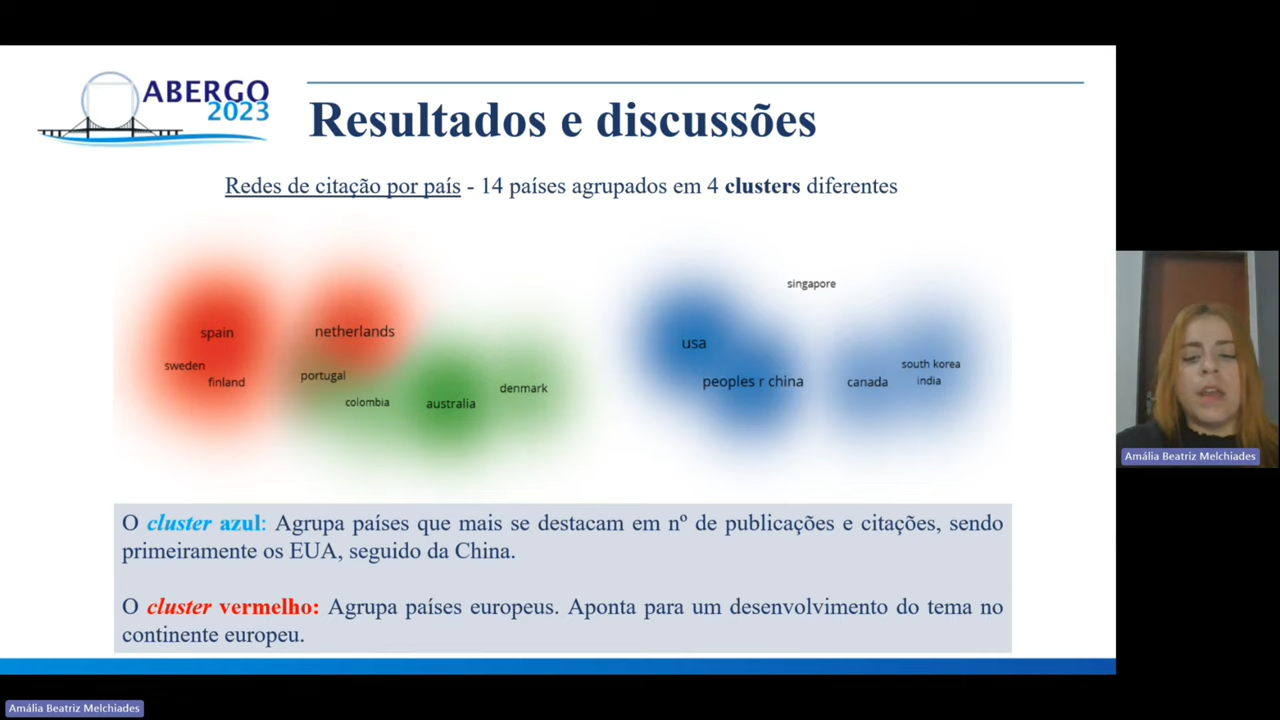 ABERGO
2023
Resultados e discussões
Redes de citação por país - 14 países agrupados em 4 clusters diferentes
singapore
spain
netherlands
usa
sweden
finland
portugal
peoples r china
canada
south korea
india
colombia
australia
denmark
O cluster azul: Agrupa países que mais se destacam em nº de publicações e citações, sendo
primeiramente os EUA, seguido da China.
O cluster vermelho: Agrupa países europeus. Aponta para um desenvolvimento do tema no
continente europeu.
Amália Beatriz Melchiades
Amália Beatriz Melchiades